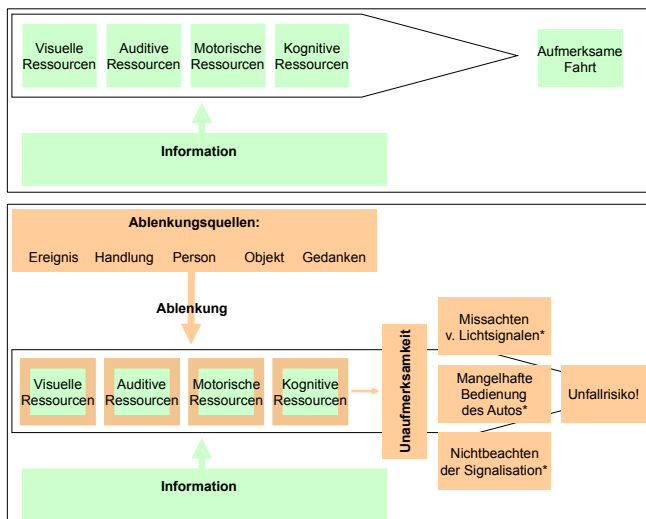 Visuelle
Ressourcen
Auditive
Ressourcen
Motorische
Ressourcen
Kognitive
Ressourcen
Aufmerksame
Fahrt
Information
Ablenkungsquellen:
Ereignis Handlung Person Objekt Gedanken
Ablenkung
Visuelle
Ressourcen
Auditive
Ressourcen
Motorische
Ressourcen
Kognitive
Ressourcen
Unaufmerksamkeit
Missachten
v. Lichtsignalen*
Mangelhafte
Bedienung
des Autos*
Nichtbeachten
der Signalisation*
Unfallrisiko!
Information